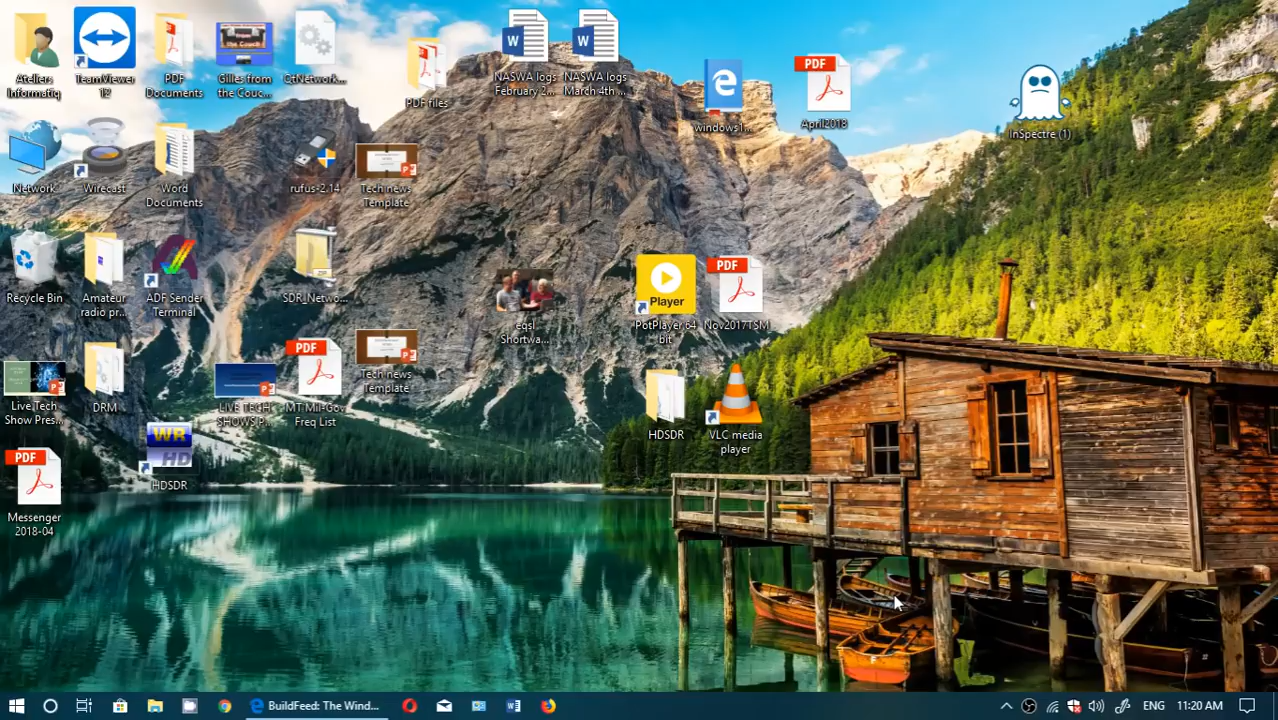 Ateliers
Informatiq
TeamViewer
12
PDF
Documents
Gilles from
the Couc...
QtNetwork...
PDF files
NASWA logs
February 2...
NASWA logs
March 4th ...
windows1...
PDF
April2018
InSpectre (1)
Network
Wirecast
Word
Documents
rufus-2.14
Tech news
Template
Recycle Bin
Amateur
radio pr...
ADF Sender
Terminal
SDR_Netwo...
eqsl
Shortwa...
Player
PotPlayer 64
bit
PDF
Nov2017TSM
Live Tech
Show Pres...
DRM
LIVE TECH
SHOWS P...
PDF
MT Mil-Gov
Freq List
Tech news
Template
HDSDR
VLC media
player
PDF
Messenger
2018-04
WR
HD
HDSDR
BuildFeed: The Wind...
ENG
11:20 AM